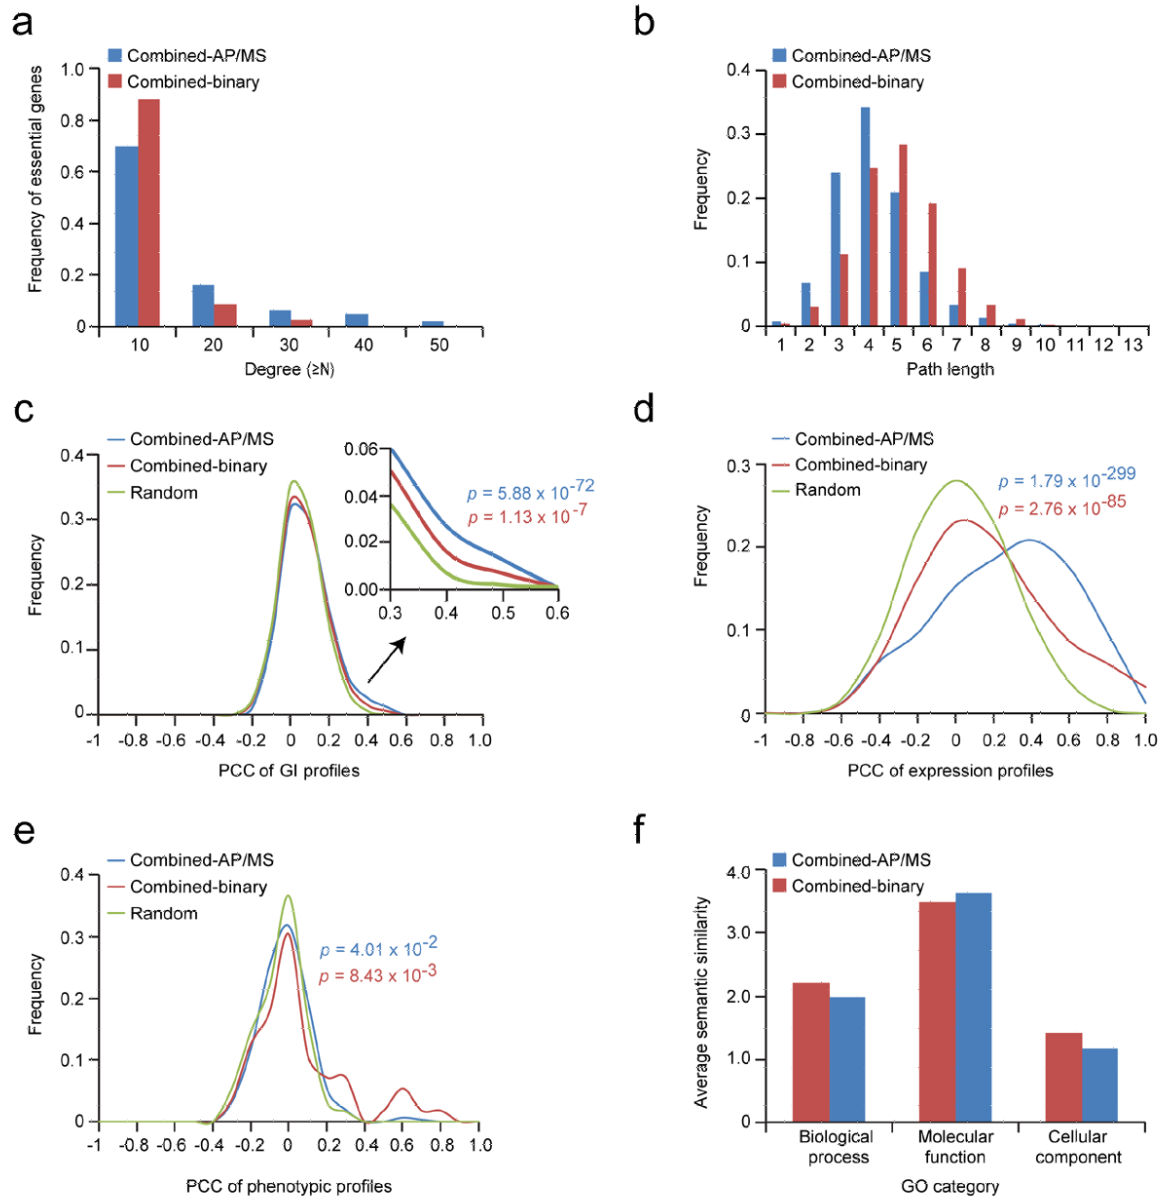 a
Combined-AP/MS
Combined-binary
Frequency of essential genes
1.0
0.8
0.6
0.4
0.2
0
10 20 30 40 50
Degree (≥N)
b
Combined-AP/MS
Combined-binary
Frequency
0.4
0.3
0.2
0.1
0
1 2 3 4 5 6 7 8 9 10 11 12 13
Path length
c
Combined-AP/MS
Combined-binary
Random
Frequency
0.4
0.3
0.2
0.1
0
-1 -0.8 -0.6 -0.4 -0.2 0 0.2 0.4 0.6 0.8 1.0
PCC of GI profiles
0.06
0.04
0.02
0.00
0.3 0.4 0.5 0.6
p = 5.88 x 10-72
p = 1.13 x 10-7
d
Combined-AP/MS
Combined-binary
Random
p = 1.79 x 10-299
p = 2.76 x 10-85
Frequency
0.3
0.2
0.1
0
-1 -0.8 -0.6 -0.4 -0.2 0 0.2 0.4 0.6 0.8 1.0
PCC of expression profiles
e
Combined-AP/MS
Combined-binary
Random
p = 4.01 x 10-2
p = 8.43 x 10-3
Frequency
0.4
0.3
0.2
0.1
0
-1 -0.8 -0.6 -0.4 -0.2 0 0.2 0.4 0.6 0.8 1.0
PCC of phenotypic profiles
f
Combined-AP/MS
Combined-binary
Average semantic similarity
4.0
3.0
2.0
1.0
0
Biological process
Molecular function
Cellular component
GO category